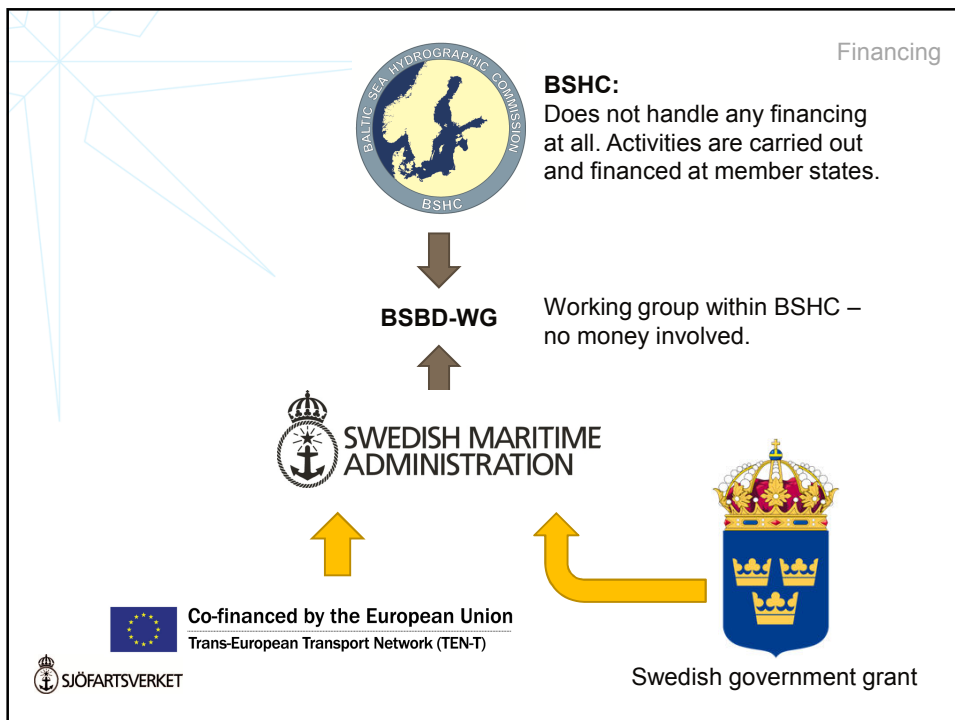 Financing
BALTIC SEA HYDROGRAPHIC COMMISSION
BSHC
BSHC:
Does not handle any financing
at all. Activities are carried out
and financed at member states.
BSBD-WG
Working group within BSHC –
no money involved.
SWEDISH MARITIME
ADMINISTRATION
Co-financed by the European Union
Trans-European Transport Network (TEN-T)
SJÖFARTSVERKET
Swedish government grant